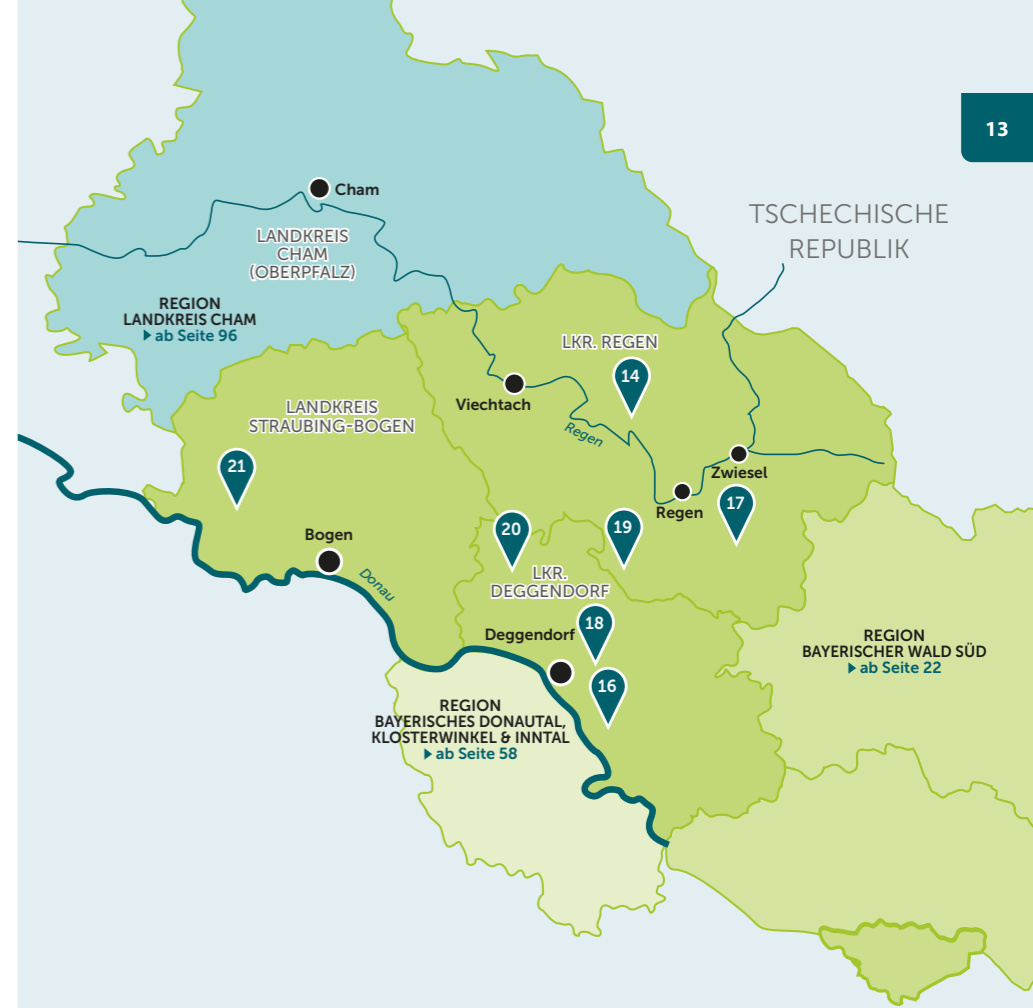 13
TSCHECHISCHE
REPUBLIK
Cham
LANDKREIS
CHAM
(OBERPFALZ)
REGION
LANDKREIS CHAM
▶ ab Seite 96
LKR. REGEN
14
Viechtach
Regen
LANDKREIS
STRAUBING-BOGEN
21
Zwiesel
17
Regen
20
19
Bogen
Donau
LKR.
DEGGENDORF
18
Deggendorf
16
REGION
BAYERISCHER WALD SÜD
▶ ab Seite 22
REGION
BAYERISCHES DONAUTAL,
KLOSTERWINKEL & INNTAL
▶ ab Seite 58